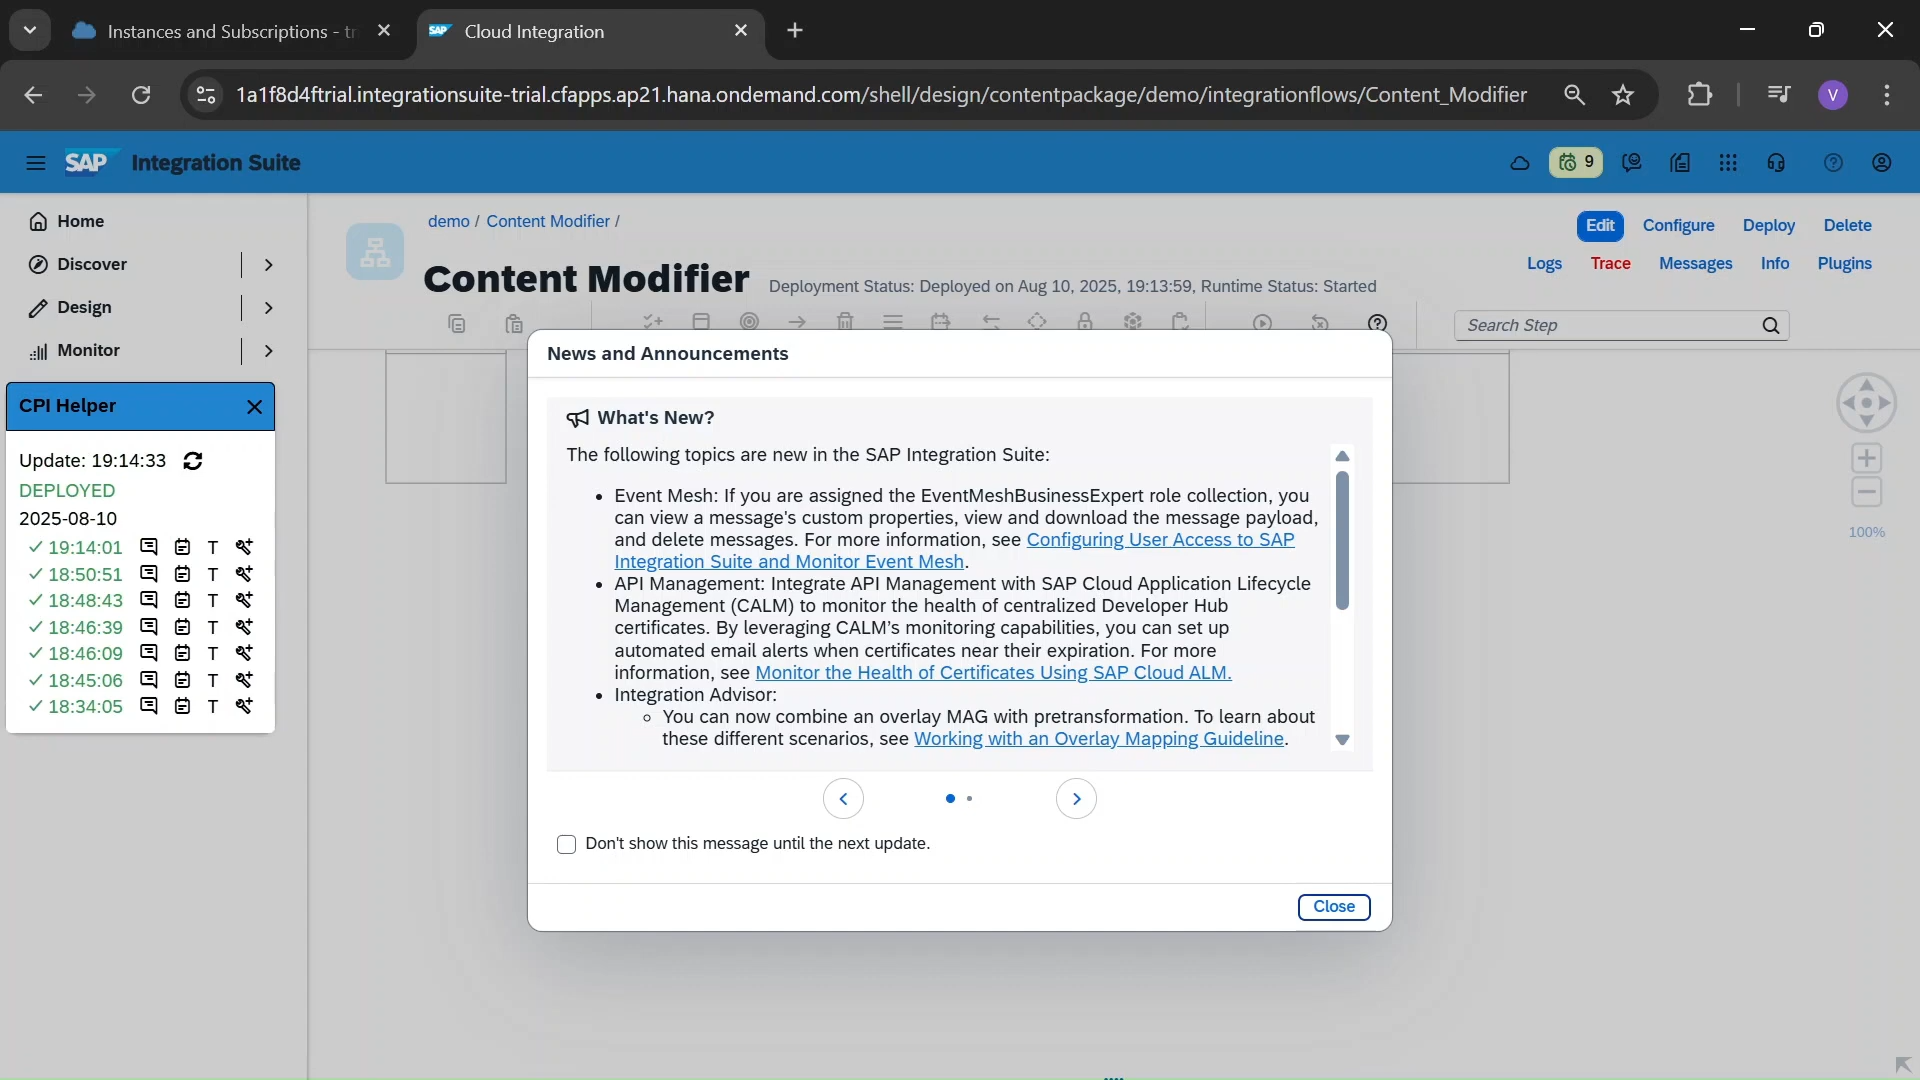 Instances and Subscriptions - tr
SAP Cloud Integration
1a1f8d4ftrial.integrationsuite-trial.cfapps.ap21.hana.ondemand.com/shell/design/contentpackage/demo/integrationflows/Content_Modifier
V
SAP Integration Suite
9
Home
Discover
Design
Monitor
demo / Content Modifier /
Content Modifier
Deployment Status: Deployed on Aug 10, 2025, 19:13:59, Runtime Status: Started
Edit Configure Deploy Delete
Logs Trace Messages Info Plugins
Search Step
100%
CPI Helper
Update: 19:14:33
DEPLOYED
2025-08-10
19:14:01 T
18:50:51 T
18:48:43 T
18:46:39 T
18:46:09 T
18:45:06 T
18:34:05 T
News and Announcements
What's New?
The following topics are new in the SAP Integration Suite:
• Event Mesh: If you are assigned the EventMeshBusinessExpert role collection, you
can view a message's custom properties, view and download the message payload,
and delete messages. For more information, see Configuring User Access to SAP
Integration Suite and Monitor Event Mesh.
• API Management: Integrate API Management with SAP Cloud Application Lifecycle
Management (CALM) to monitor the health of centralized Developer Hub
certificates. By leveraging CALM’s monitoring capabilities, you can set up
automated email alerts when certificates near their expiration. For more
information, see Monitor the Health of Certificates Using SAP Cloud ALM.
• Integration Advisor:
◦ You can now combine an overlay MAG with pretransformation. To learn about
these different scenarios, see Working with an Overlay Mapping Guideline.
Don't show this message until the next update.
Close